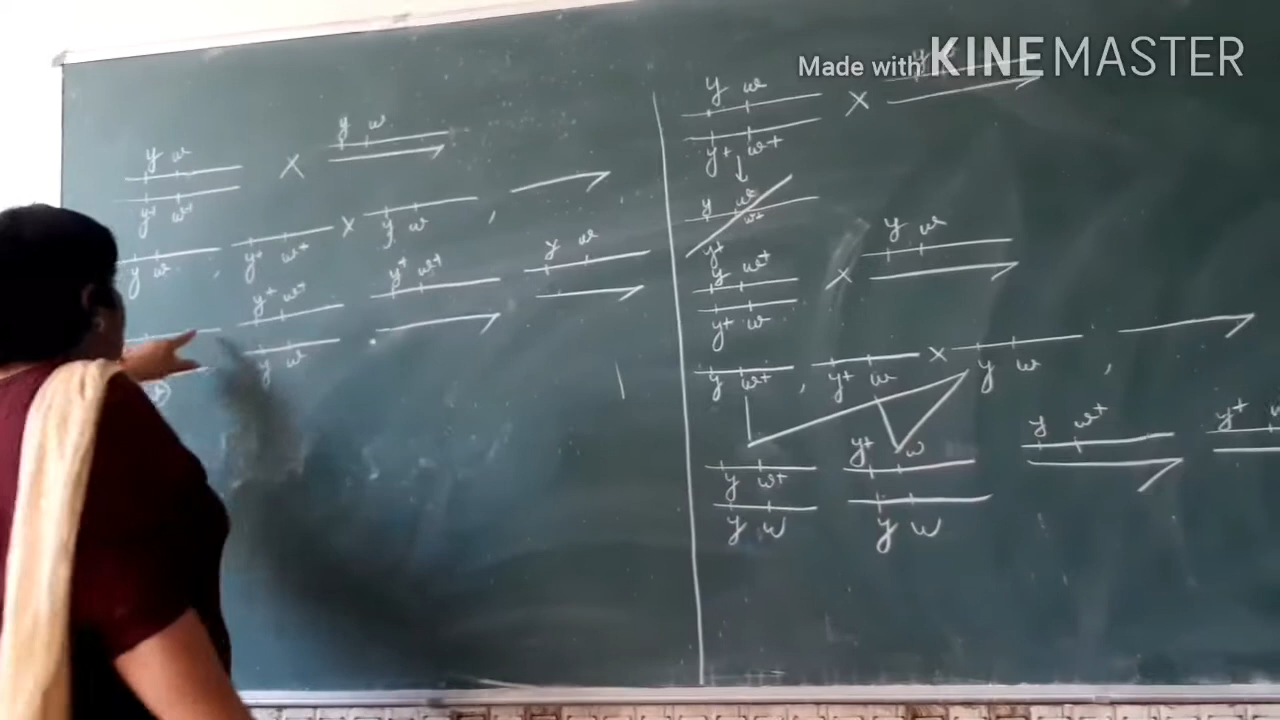 Made with KINEMASTER
y w
y w × y w
y+ w+
y w , y+ w+ × y w ,
y+ w+ y+ w+ y w
y w
y w
× 
y+ w+
y w
w+
y+
y w+ × y w
y+ w
y w+ , y+ w × y w ,
y+ w y w+ y+
y w+
y w y w